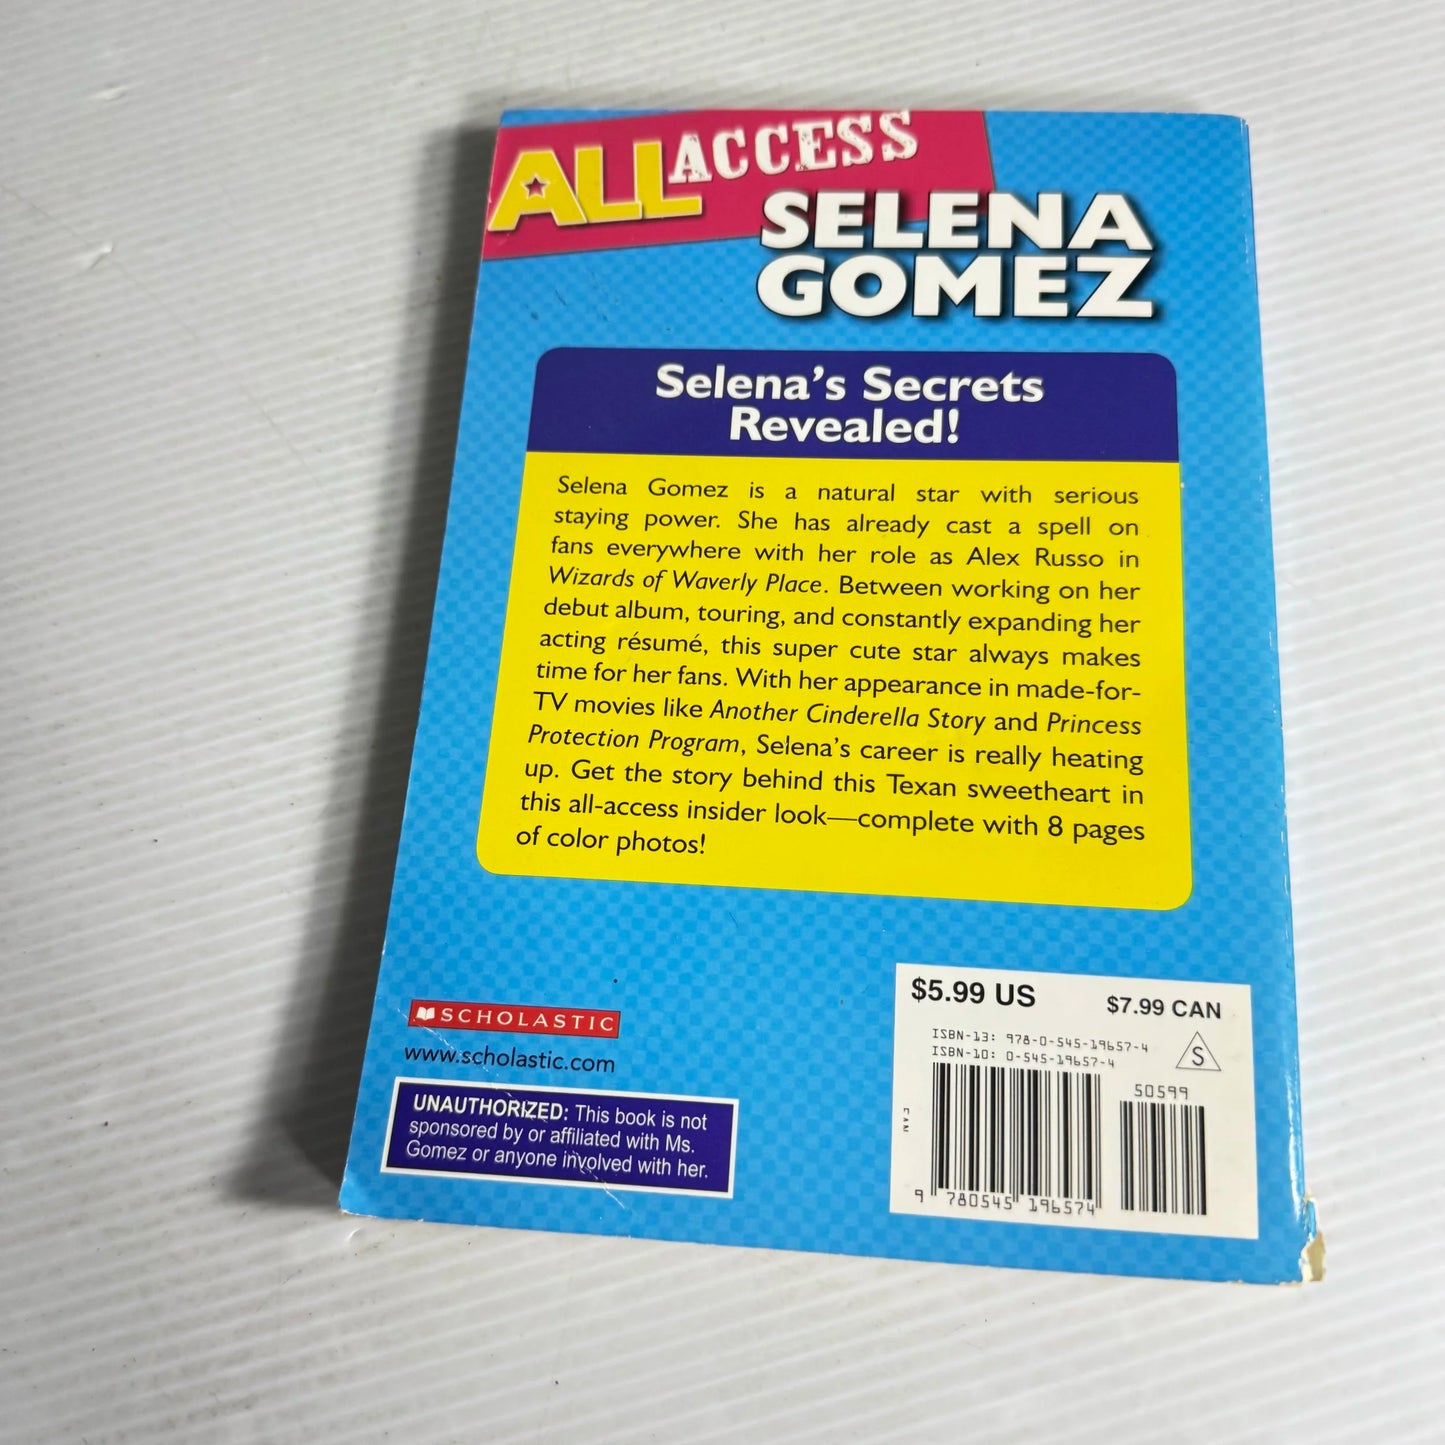 ALL ACCESS
SELENA
GOMEZ
Selena's Secrets
Revealed!
Selena Gomez is a natural star with serious
staying power. She has already cast a spell on
fans everywhere with her role as Alex Russo in
Wizards of Waverly Place. Between working on her
debut album, touring, and constantly expanding her
acting résumé, this super cute star always makes
time for her fans. With her appearance in made-for-
TV movies like Another Cinderella Story and Princess
Protection Program, Selena's career is really heating
up. Get the story behind this Texan sweetheart in
this all-access insider look—complete with 8 pages
of color photos!
SCHOLASTIC
www.scholastic.com
UNAUTHORIZED: This book is not
sponsored by or affiliated with Ms.
Gomez or anyone involved with her.
$5.99 US $7.99 CAN
ISBN-13: 978-0-545-19657-4
ISBN-10: 0-545-19657-4
S
50599
EAN
9 780545 196574